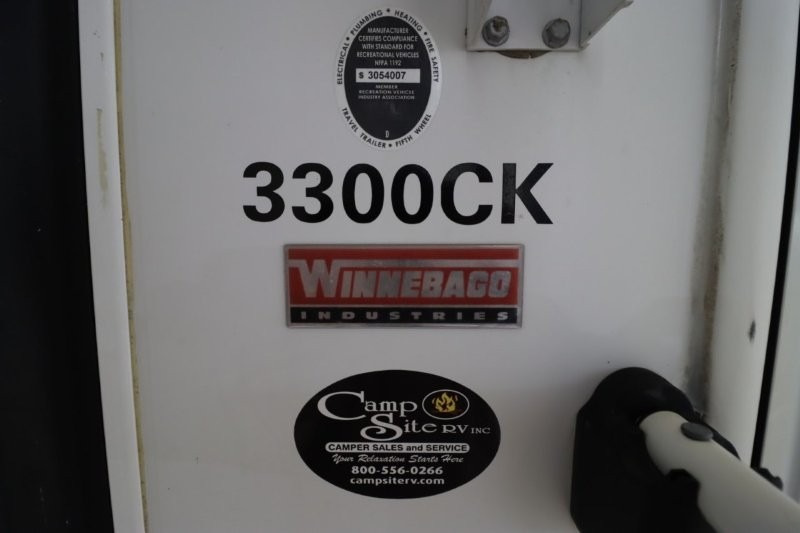 ELECTRICAL • PLUMBING • HEATING • FIRE SAFETY
MANUFACTURER
CERTIFIES COMPLIANCE
WITH STANDARD FOR
RECREATIONAL VEHICLES
NFPA 1192
S 3054007
MEMBER
RECREATION VEHICLE
INDUSTRY ASSOCIATION
D
TRAVEL TRAILER • FIFTH WHEEL
3300CK
WINNEBAGO
INDUSTRIES
CAMP
SITE RV INC
CAMPER SALES and SERVICE
Your Relaxation Starts Here
800-556-0266
campsiterv.com